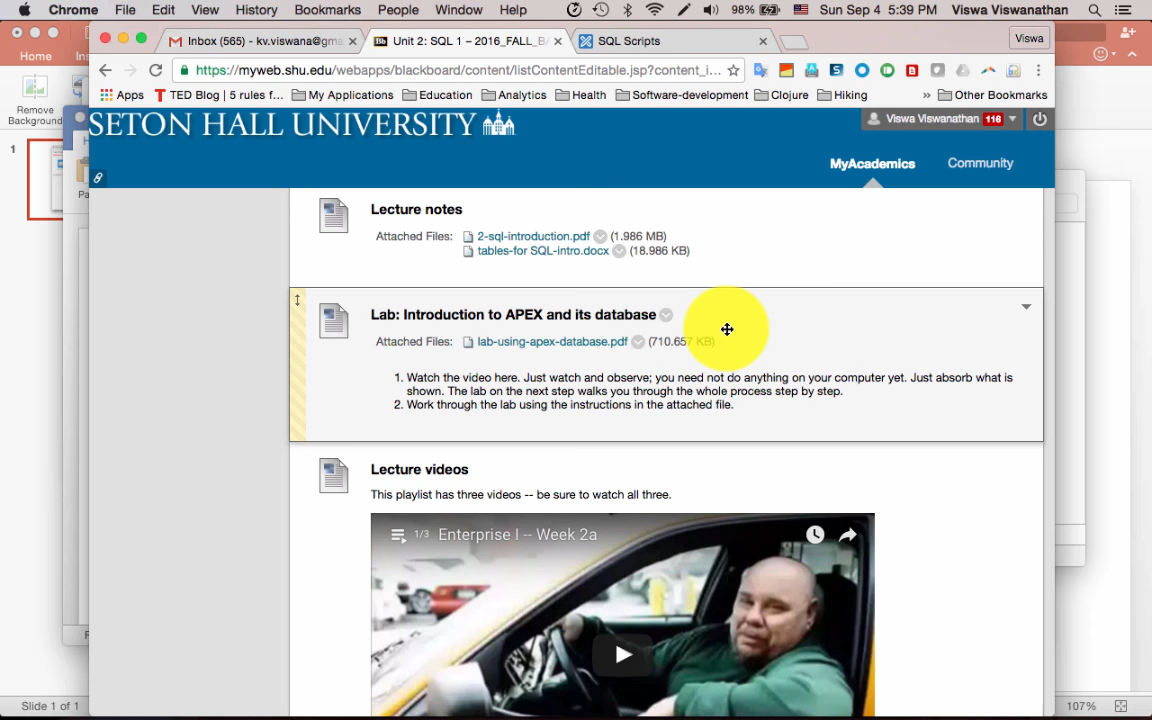 Chrome File Edit View History Bookmarks People Window Help 98% Sun Sep 4 5:39 PM Viswa Viswanathan
Inbox (565) - kv.viswana@gma
Unit 2: SQL 1 – 2016_FALL_BA
SQL Scripts
Viswa
Home
https://myweb.shu.edu/webapps/blackboard/content/listContentEditable.jsp?content_i...
Apps TED Blog | 5 rules f... My Applications Education Analytics Health Software-development Clojure Hiking » Other Bookmarks
Remove
Background
SETON HALL UNIVERSITY
Viswa Viswanathan 116
MyAcademics Community
1
Lecture notes
Attached Files: 2-sql-introduction.pdf (1.986 MB)
tables-for SQL-intro.docx (18.986 KB)
Lab: Introduction to APEX and its database
Attached Files: lab-using-apex-database.pdf (710.657 KB)
1. Watch the video here. Just watch and observe; you need not do anything on your computer yet. Just absorb what is
shown. The lab on the next step walks you through the whole process step by step.
2. Work through the lab using the instructions in the attached file.
Lecture videos
This playlist has three videos -- be sure to watch all three.
1/3 Enterprise I -- Week 2a
Slide 1 of 1
107%